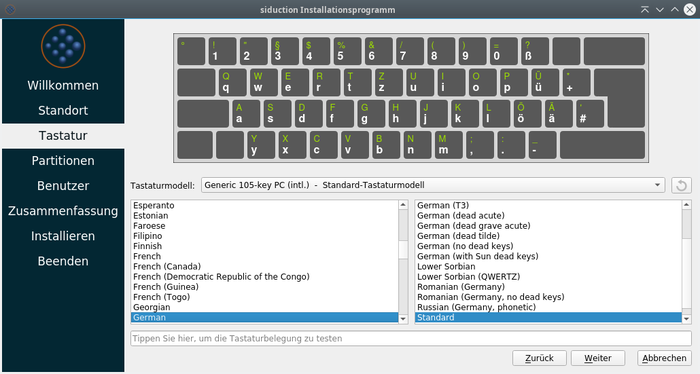 siduction Installationsprogramm
Willkommen
Standort
Tastatur
Partitionen
Benutzer
Zusammenfassung
Installieren
Beenden
° ! " § $ % & / ( ) = ?
1 2 3 4 5 6 7 8 9 0 ß
Q W E R T Z U I O P Ü *
q w e r t z u i o p ü +
A S D F G H J K L Ö Ä '
a s d f g h j k l ö ä #
Y X C V B N M ; : _
y x c v b n m , . -
Tastaturmodell: Generic 105-key PC (intl.) - Standard-Tastaturmodell
Esperanto
Estonian
Faroese
Filipino
Finnish
French
French (Canada)
French (Democratic Republic of the Congo)
French (Guinea)
French (Togo)
Georgian
German
German (T3)
German (dead acute)
German (dead grave acute)
German (dead tilde)
German (no dead keys)
German (with Sun dead keys)
Lower Sorbian
Lower Sorbian (QWERTZ)
Romanian (Germany)
Romanian (Germany, no dead keys)
Russian (Germany, phonetic)
Standard
Tippen Sie hier, um die Tastaturbelegung zu testen
Zurück Weiter Abbrechen